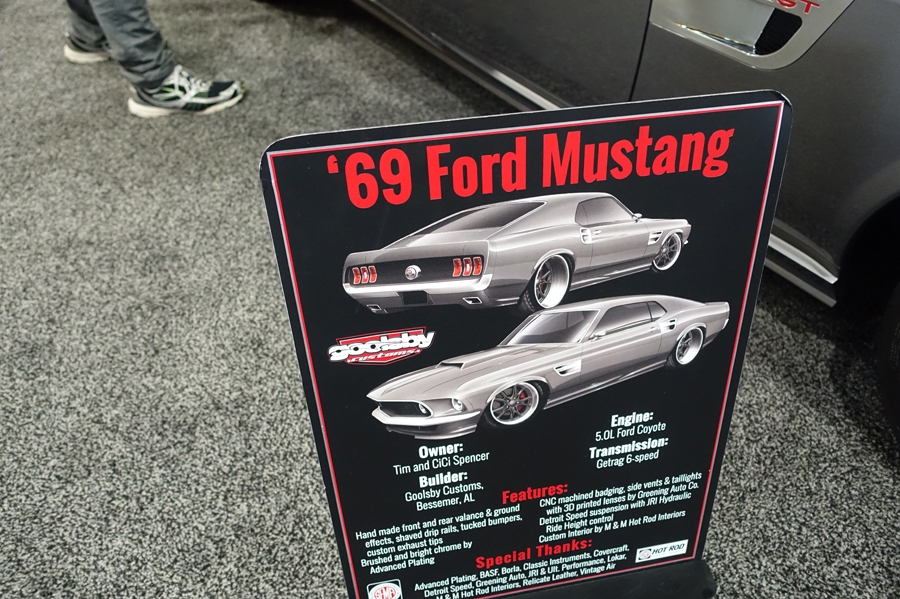 ST
'69 Ford Mustang
goolsby
customs
Owner:
Tim and CiCi Spencer
Builder:
Goolsby Customs,
Bessemer, AL
Engine:
5.0L Ford Coyote
Transmission:
Getrag 6-speed
Features:
Hand made front and rear valance & ground
effects, shaved drip rails, tucked bumpers,
custom exhaust tips
Brushed and bright chrome by
Advanced Plating
CNC machined badging, side vents & taillights
with 3D printed lenses by Greening Auto Co.
Detroit Speed suspension with JRI Hydraulic
Ride Height control
Custom Interior by M & M Hot Rod Interiors
Special Thanks:
Advanced Plating, BASF, Borla, Classic Instruments, Covercraft,
Detroit Speed, Greening Auto, JRI & Ult. Performance, Lokar,
M & M Hot Rod Interiors, Relicate Leather, Vintage Air
HOT ROD
SEMA